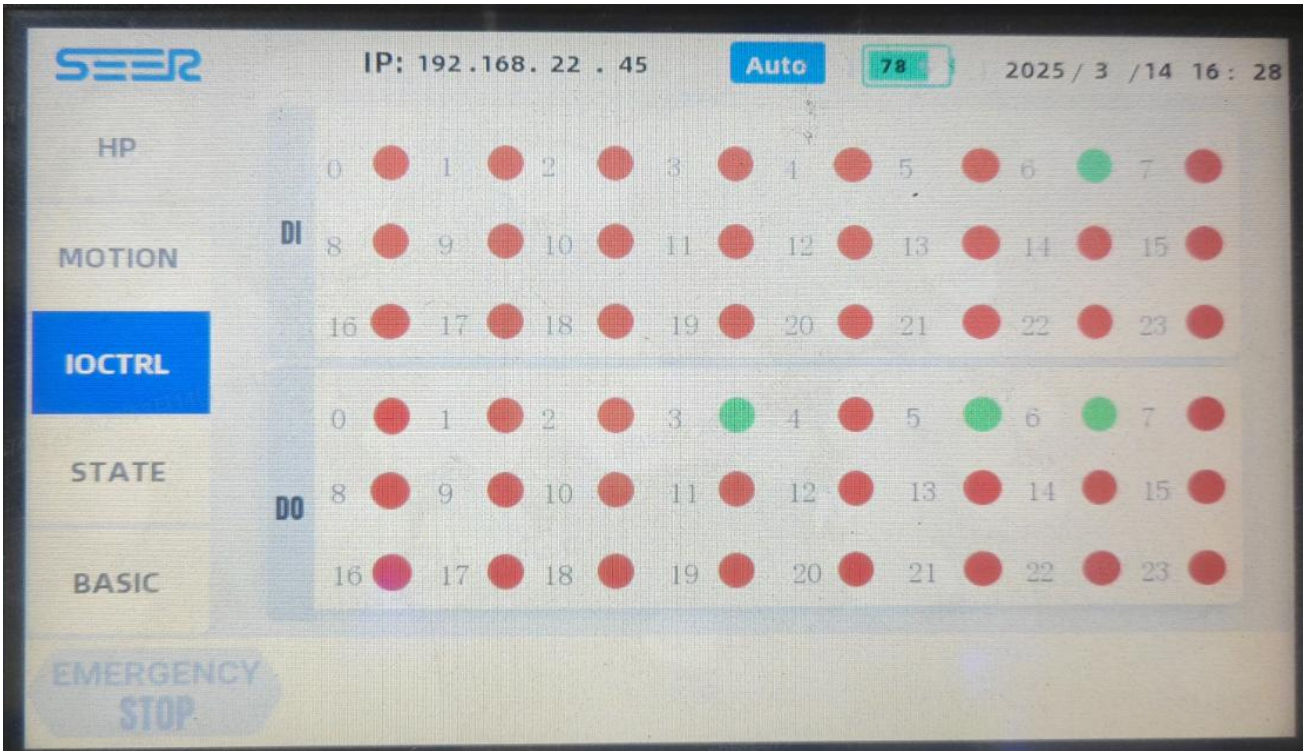 SEER IP: 192.168. 22 . 45 Auto 78 2025 / 3 /14 16 : 28
HP
MOTION
IOCTRL
STATE
BASIC
EMERGENCY
STOP
DI
0 1 2 3 4 5 6 7
8 9 10 11 12 13 14 15
16 17 18 19 20 21 22 23
DO
0 1 2 3 4 5 6 7
8 9 10 11 12 13 14 15
16 17 18 19 20 21 22 23